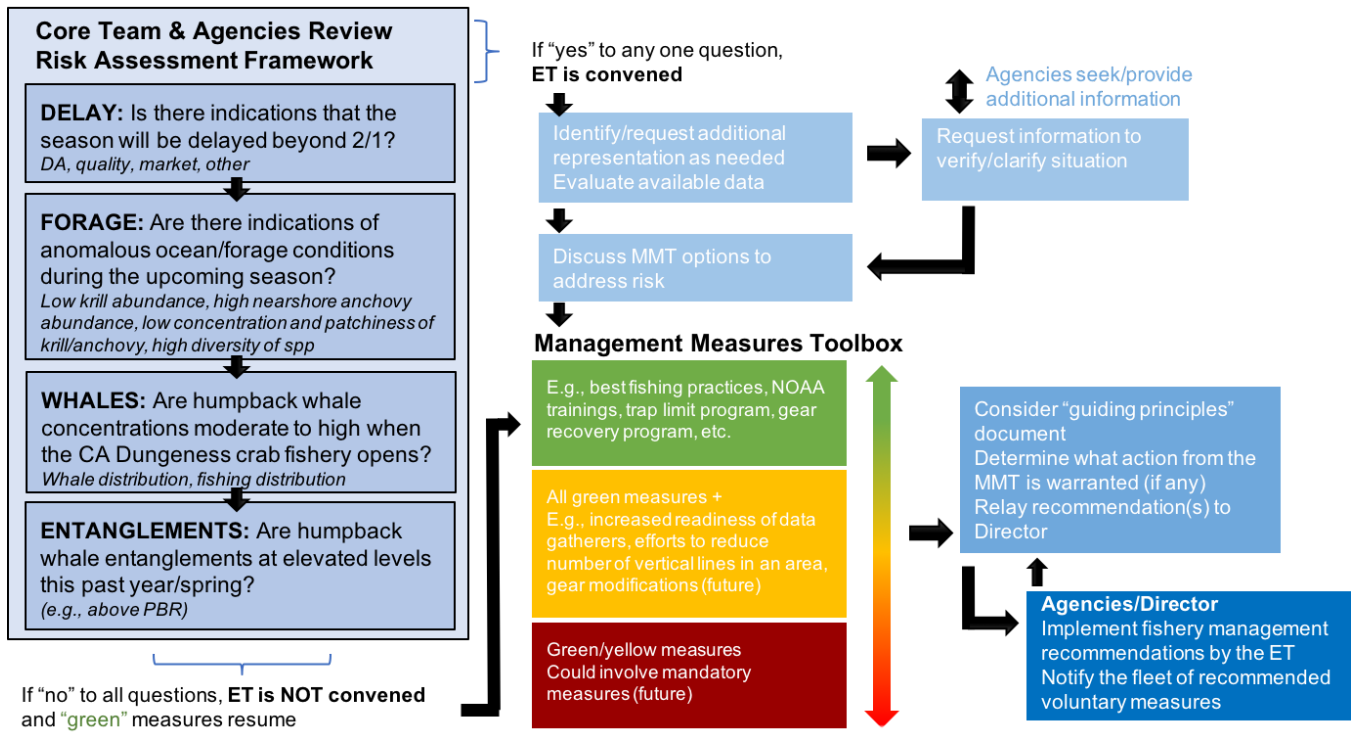 Core Team & Agencies Review
Risk Assessment Framework
DELAY: Is there indications that the
season will be delayed beyond 2/1?
DA, quality, market, other
FORAGE: Are there indications of
anomalous ocean/forage conditions
during the upcoming season?
Low krill abundance, high nearshore anchovy
abundance, low concentration and patchiness of
krill/anchovy, high diversity of spp
WHALES: Are humpback whale
concentrations moderate to high when
the CA Dungeness crab fishery opens?
Whale distribution, fishing distribution
ENTANGLEMENTS: Are humpback
whale entanglements at elevated levels
this past year/spring?
(e.g., above PBR)
If “no” to all questions, ET is NOT convened
and “green” measures resume
If “yes” to any one question,
ET is convened
Identify/request additional
representation as needed
Evaluate available data
Agencies seek/provide
additional information
Request information to
verify/clarify situation
Discuss MMT options to
address risk
Management Measures Toolbox
E.g., best fishing practices, NOAA
trainings, trap limit program, gear
recovery program, etc.
All green measures +
E.g., increased readiness of data
gatherers, efforts to reduce
number of vertical lines in an area,
gear modifications (future)
Green/yellow measures
Could involve mandatory
measures (future)
Consider “guiding principles”
document
Determine what action from the
MMT is warranted (if any)
Relay recommendation(s) to
Director
Agencies/Director
Implement fishery management
recommendations by the ET
Notify the fleet of recommended
voluntary measures